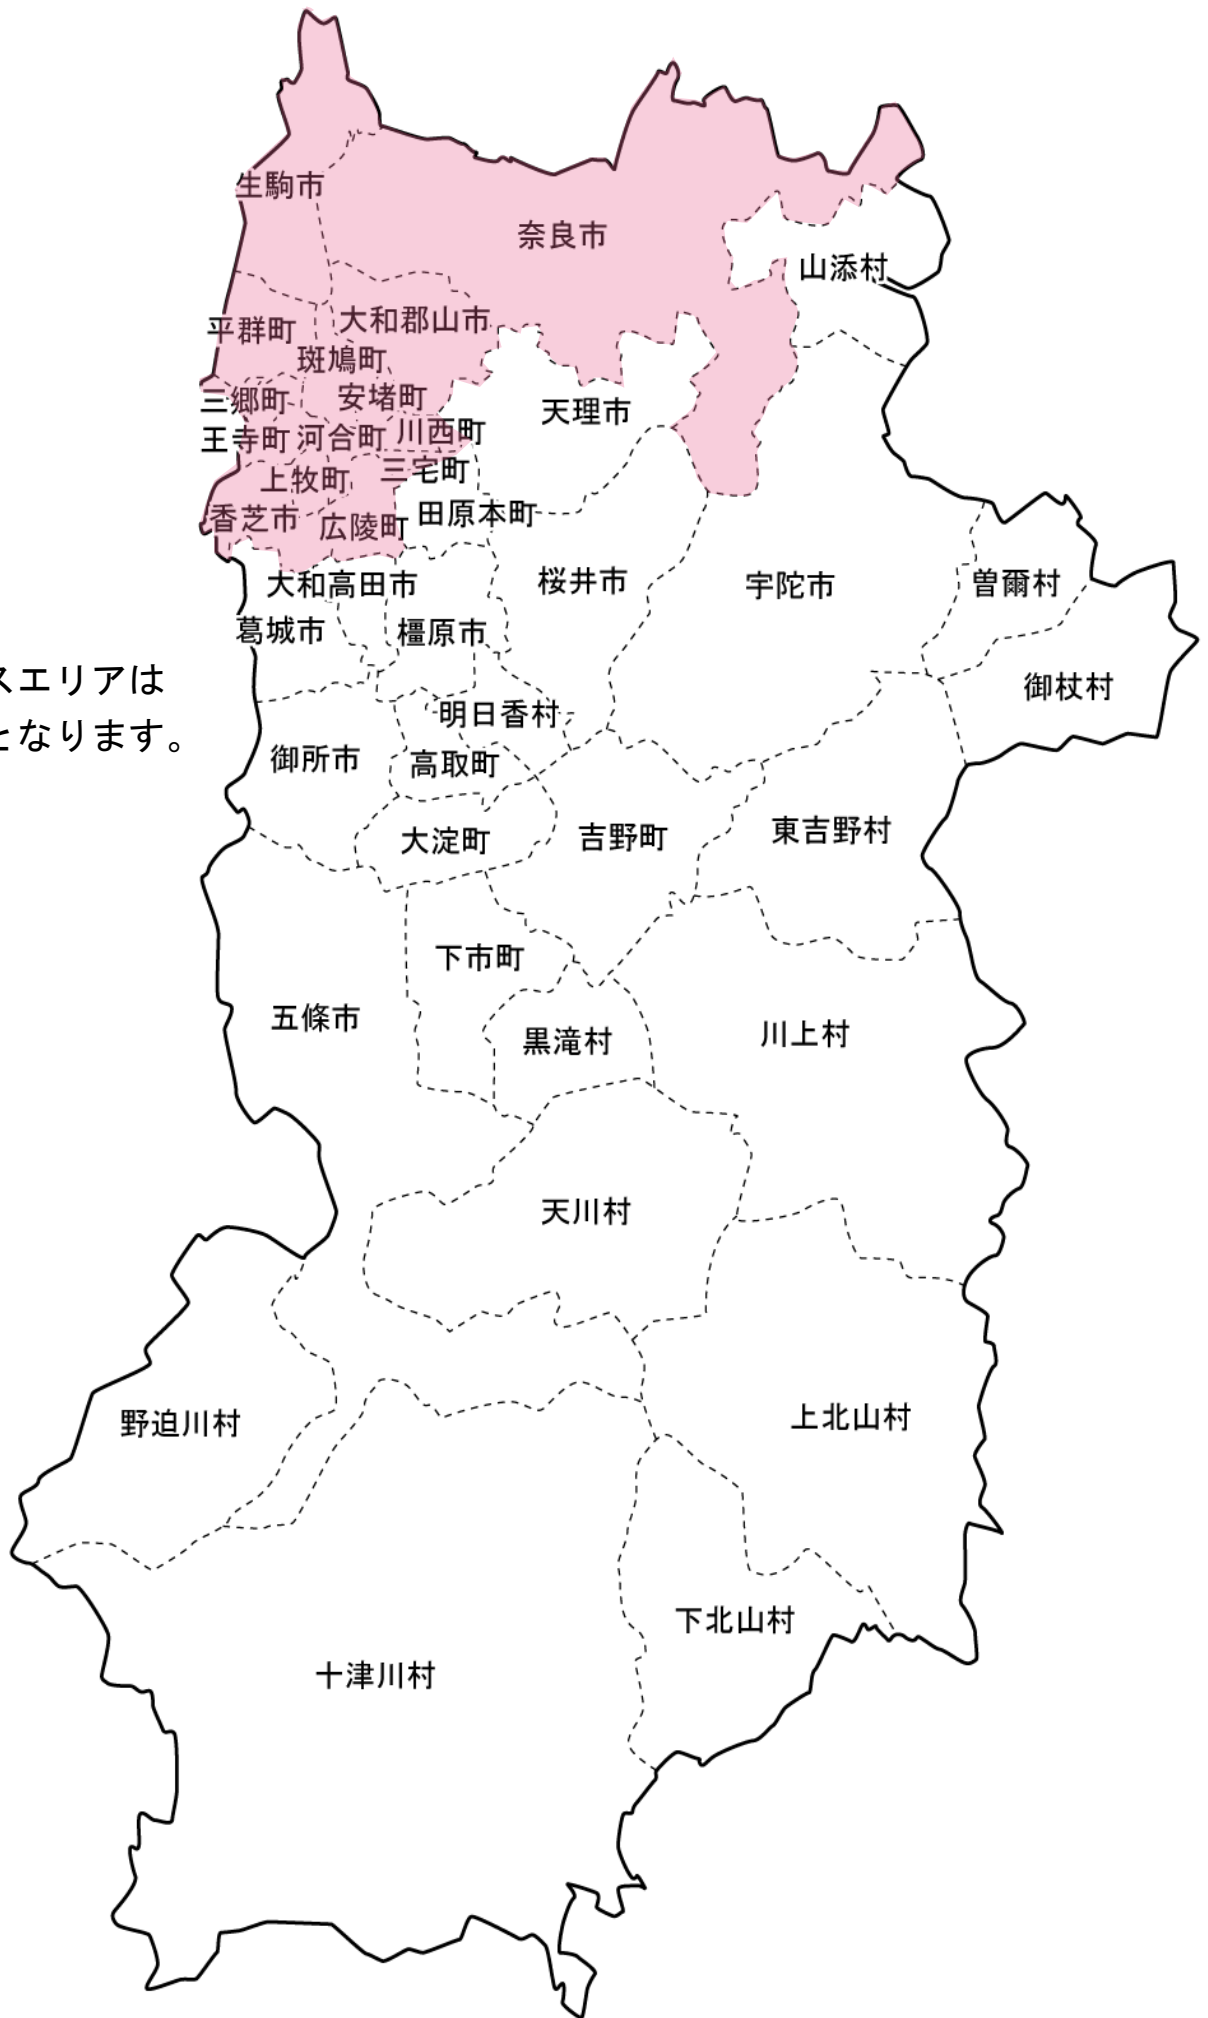 生駒市
奈良市
山添村
平群町
大和郡山市
斑鳩町
三郷町
安堵町
天理市
王寺町
河合町
川西町
上牧町
三宅町
香芝市
広陵町
田原本町
大和高田市
桜井市
宇陀市
曽爾村
葛城市
橿原市
スエリアは
となります。
御杖村
明日香村
御所市
高取町
大淀町
吉野町
東吉野村
下市町
五條市
黒滝村
川上村
天川村
野迫川村
上北山村
下北山村
十津川村